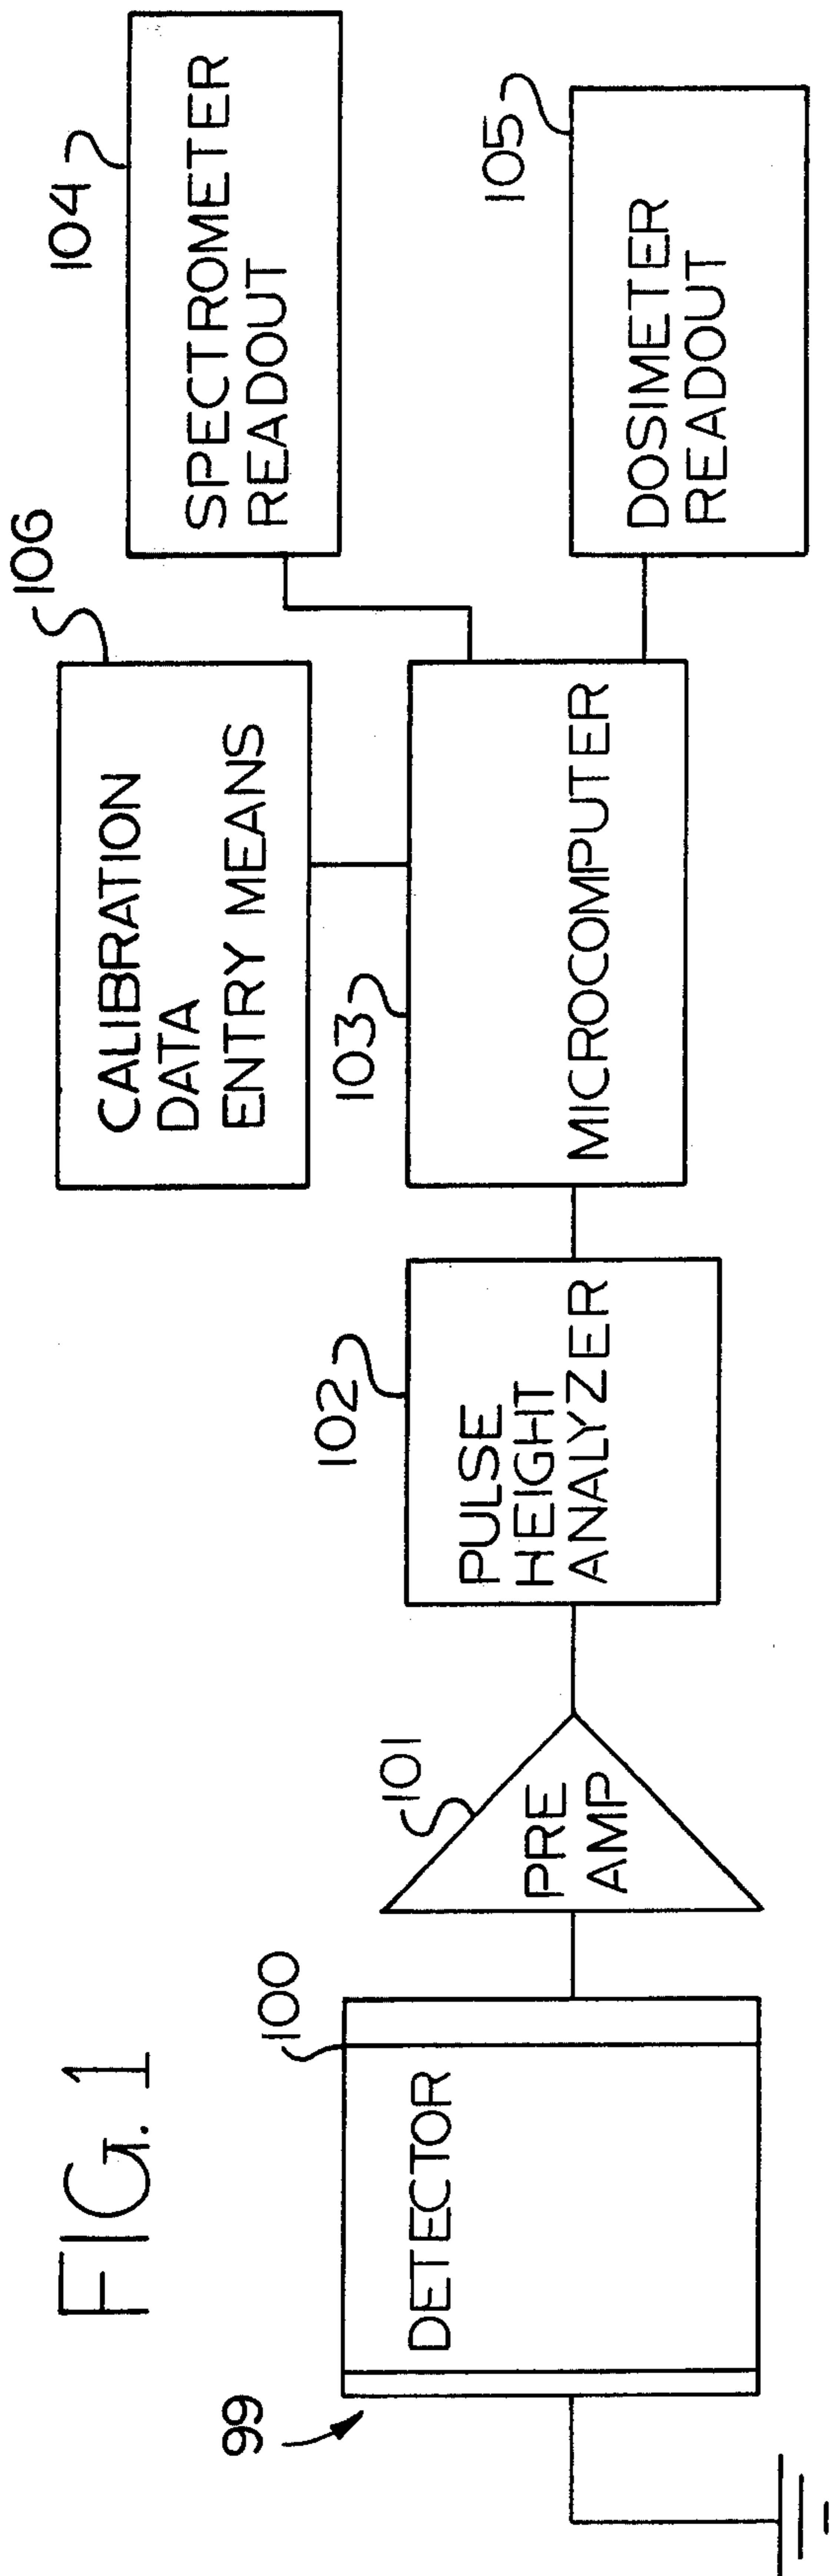 FIG. 1
99
DETECTOR
100
PRE
AMP
101
PULSE
HEIGHT
ANALYZER
102
MICROCOMPUTER
103
CALIBRATION
DATA
ENTRY MEANS
106
SPECTROMETER
READOUT
104
DOSIMETER
READOUT
105